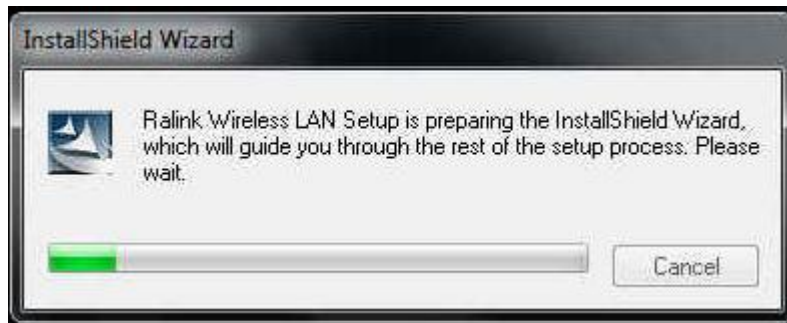 InstallShield Wizard
Ralink Wireless LAN Setup is preparing the InstallShield Wizard,
which will guide you through the rest of the setup process. Please
wait.
Cancel